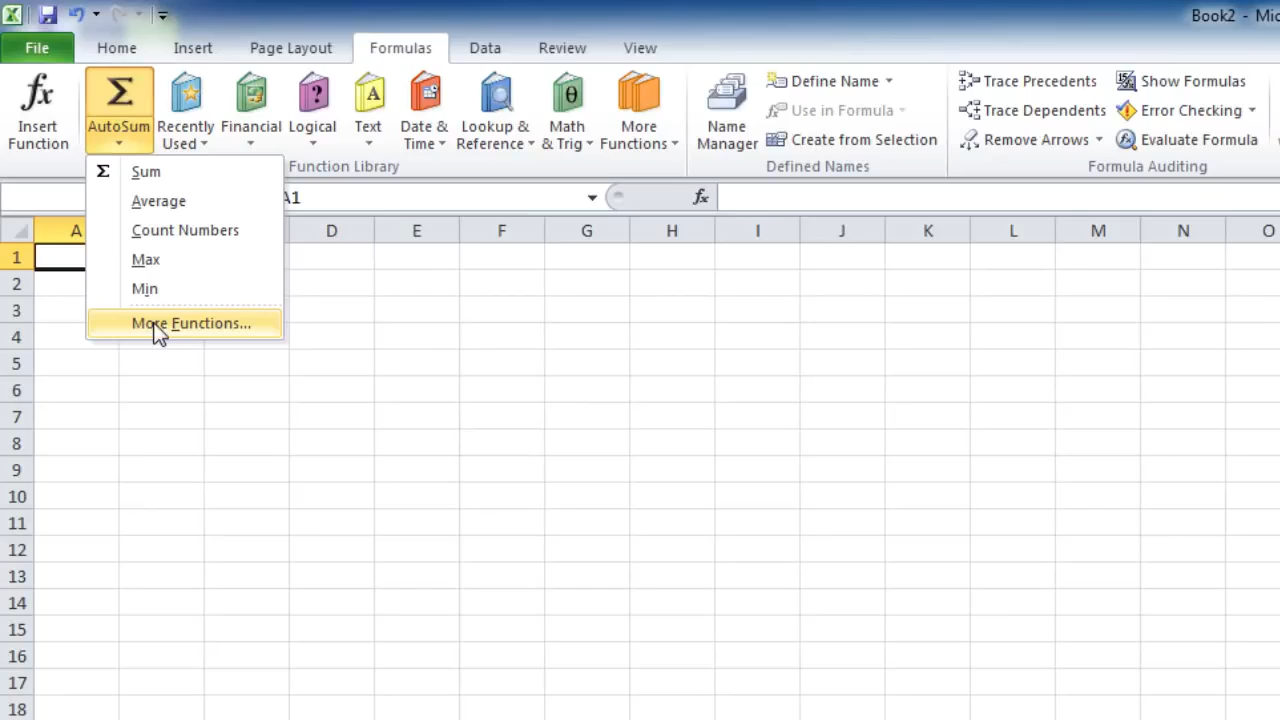 Book2 - Mic
File Home Insert Page Layout Formulas Data Review View
fx Insert Function
Σ AutoSum
Recently Used
Financial
Logical
Text
Date & Time
Lookup & Reference
Math & Trig
More Functions
Function Library
Name Manager
Define Name
Use in Formula
Create from Selection
Defined Names
Trace Precedents
Trace Dependents
Remove Arrows
Show Formulas
Error Checking
Evaluate Formula
Formula Auditing
Σ Sum
Average
Count Numbers
Max
Min
More Functions...
A1 fx
A D E F G H I J K L M N O
1
2
3
4
5
6
7
8
9
10
11
12
13
14
15
16
17
18